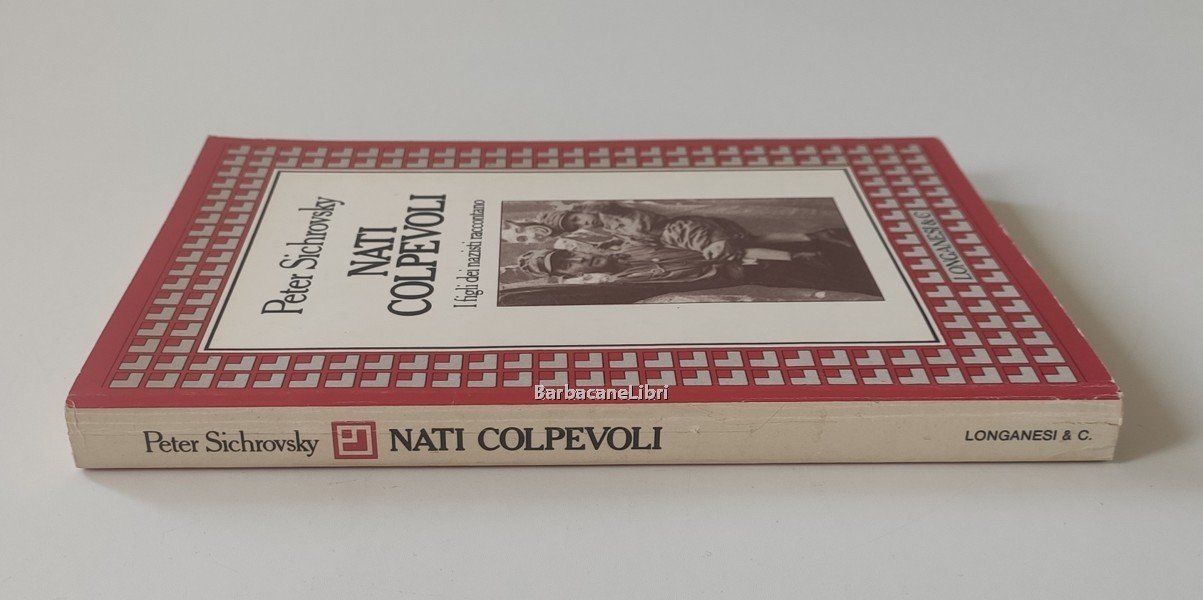 Peter Sichrovsky
NATI
COLPEVOLI
I figli dei nazisti raccontano
LONGANESI & C.
BarbacaneLibri
Peter Sichrovsky NATI COLPEVOLI LONGANESI & C.